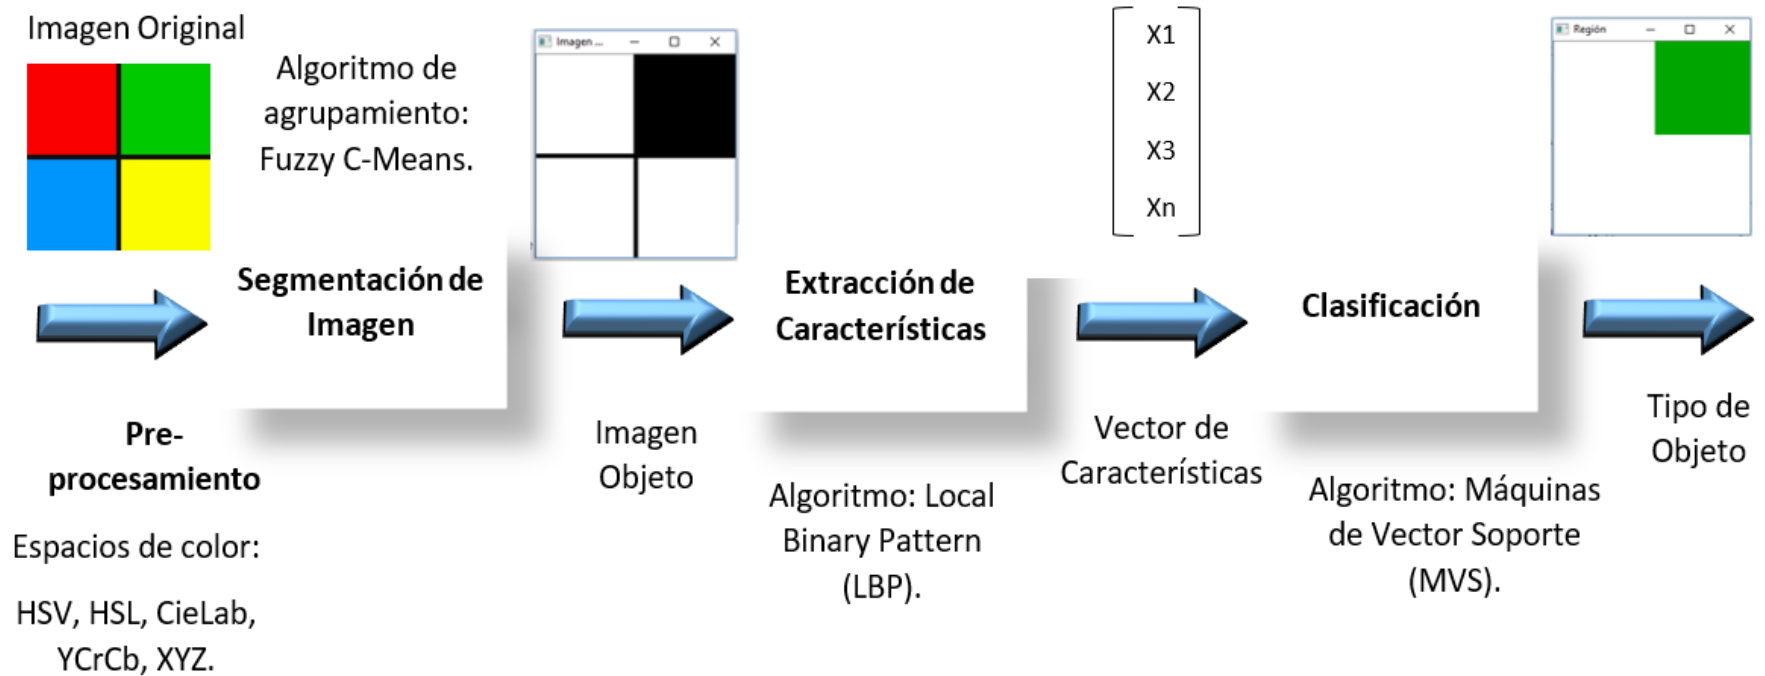 Imagen Original
Algoritmo de
agrupamiento:
Fuzzy C-Means.
Segmentación de
Imagen
Pre-
procesamiento
Espacios de color:
HSV, HSL, CieLab,
YCrCb, XYZ.
Imagen ...
Imagen
Objeto
Extracción de
Características
Algoritmo: Local
Binary Pattern
(LBP).
X1
X2
X3
Xn
Vector de
Características
Clasificación
Algoritmo: Máquinas
de Vector Soporte
(MVS).
Región
Tipo de
Objeto